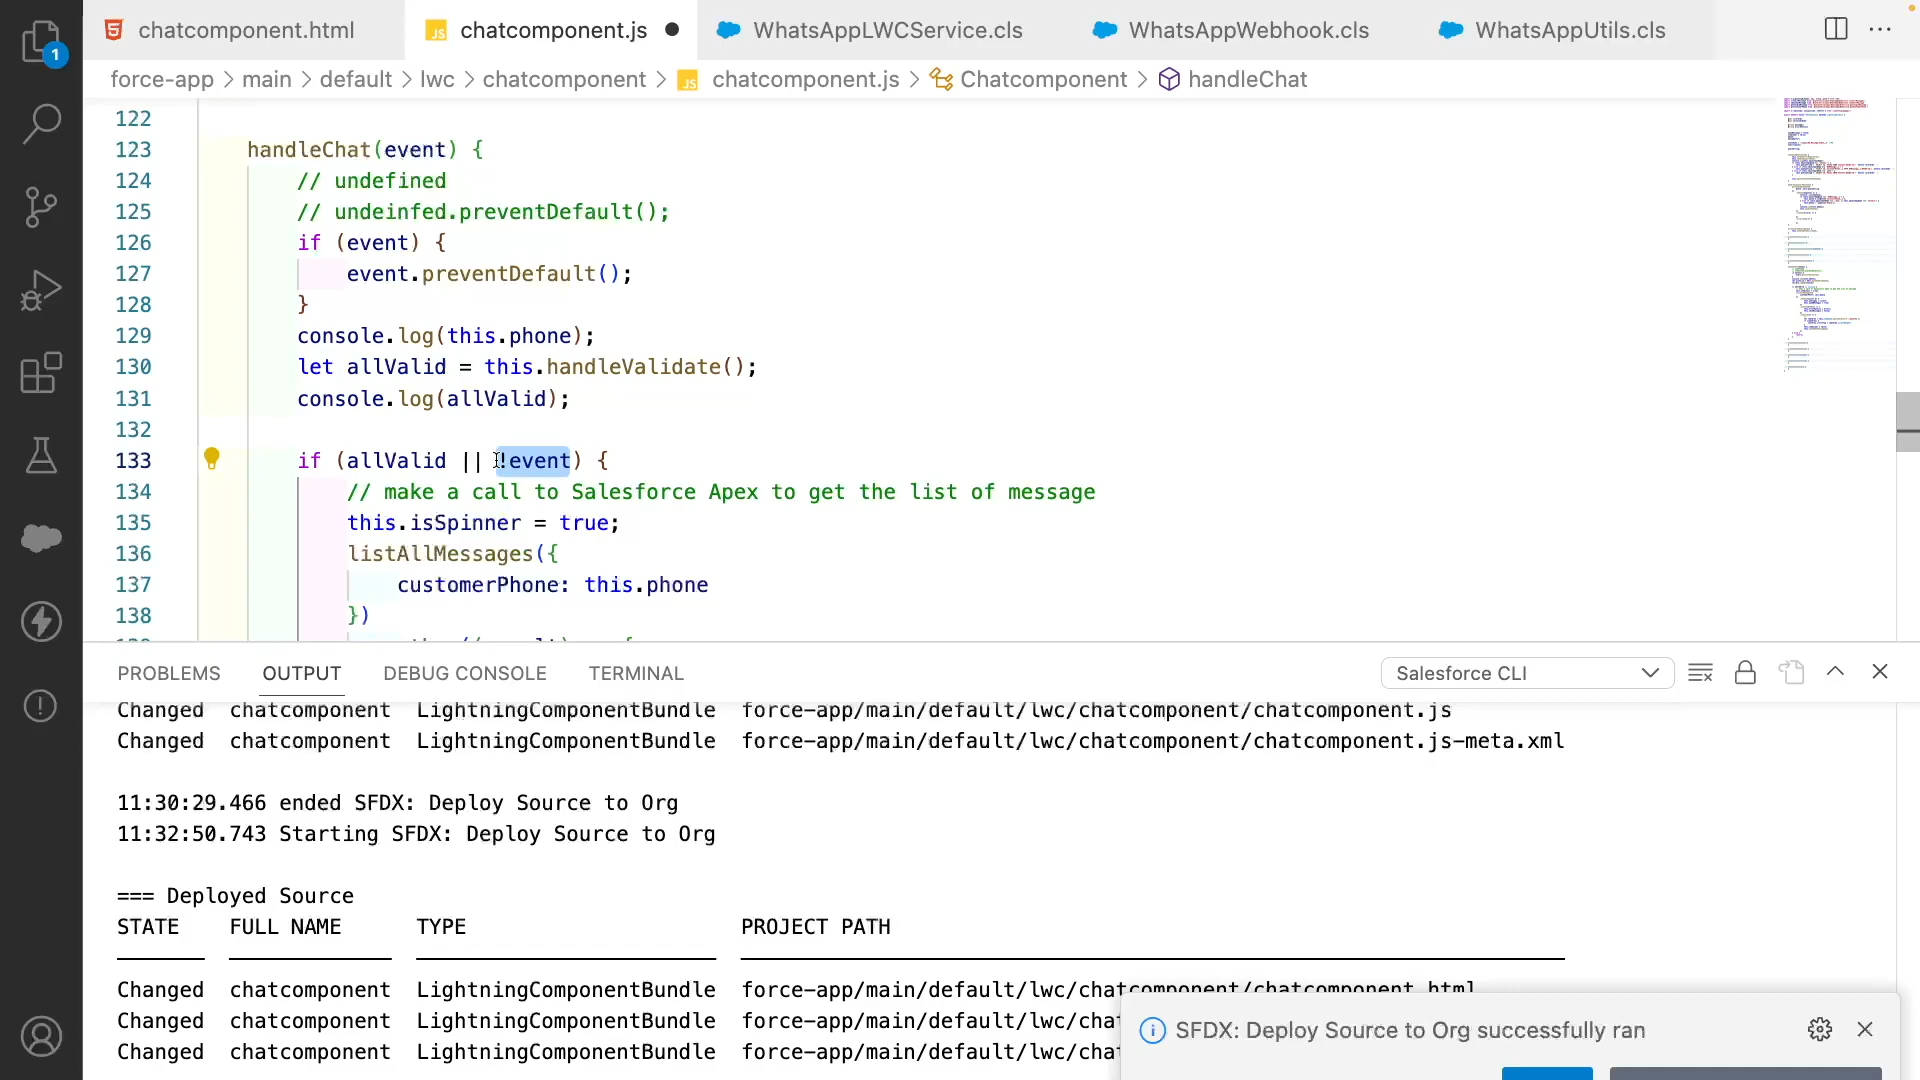 1
chatcomponent.html
JS chatcomponent.js
WhatsAppLWCService.cls
WhatsAppWebhook.cls
WhatsAppUtils.cls
force-app > main > default > lwc > chatcomponent > JS chatcomponent.js > Chatcomponent > handleChat
122
123 handleChat(event) {
124 // undefined
125 // undeinfed.preventDefault();
126 if (event) {
127 event.preventDefault();
128 }
129 console.log(this.phone);
130 let allValid = this.handleValidate();
131 console.log(allValid);
132
133 if (allValid || !event) {
134 // make a call to Salesforce Apex to get the list of message
135 this.isSpinner = true;
136 listAllMessages({
137 customerPhone: this.phone
138 })
PROBLEMS OUTPUT DEBUG CONSOLE TERMINAL Salesforce CLI
Changed chatcomponent LightningComponentBundle force-app/main/default/lwc/chatcomponent/chatcomponent.js
Changed chatcomponent LightningComponentBundle force-app/main/default/lwc/chatcomponent/chatcomponent.js-meta.xml
11:30:29.466 ended SFDX: Deploy Source to Org
11:32:50.743 Starting SFDX: Deploy Source to Org
=== Deployed Source
STATE FULL NAME TYPE PROJECT PATH
Changed chatcomponent LightningComponentBundle force-app/main/default/lwc/chatcomponent/chatcomponent.html
Changed chatcomponent LightningComponentBundle force-app/main/default/lwc/chat
Changed chatcomponent LightningComponentBundle force-app/main/default/lwc/chat
SFDX: Deploy Source to Org successfully ran